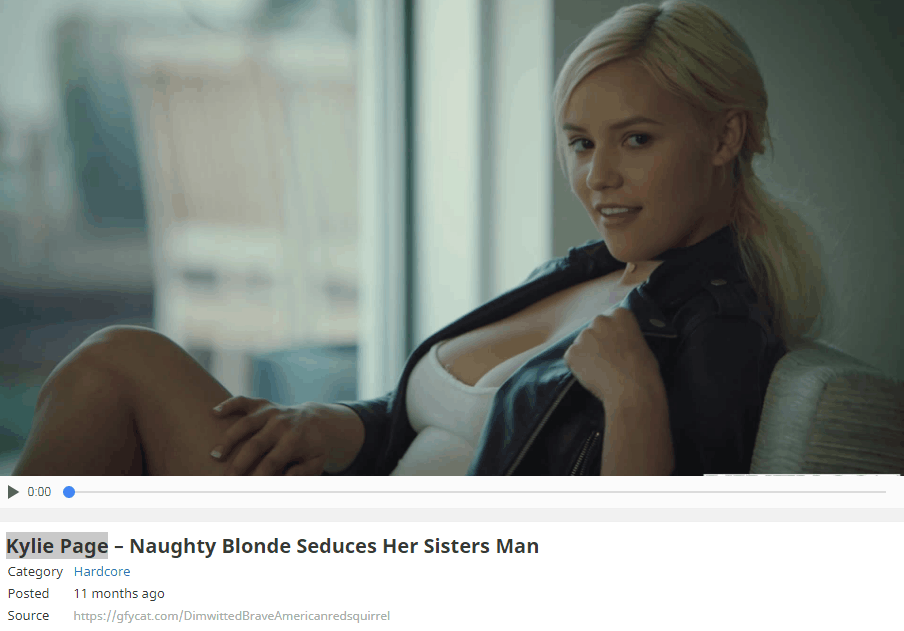 0:00
Kylie Page – Naughty Blonde Seduces Her Sisters Man
Category Hardcore
Posted 11 months ago
Source https://gfycat.com/DimwittedBraveAmericanredsquirrel